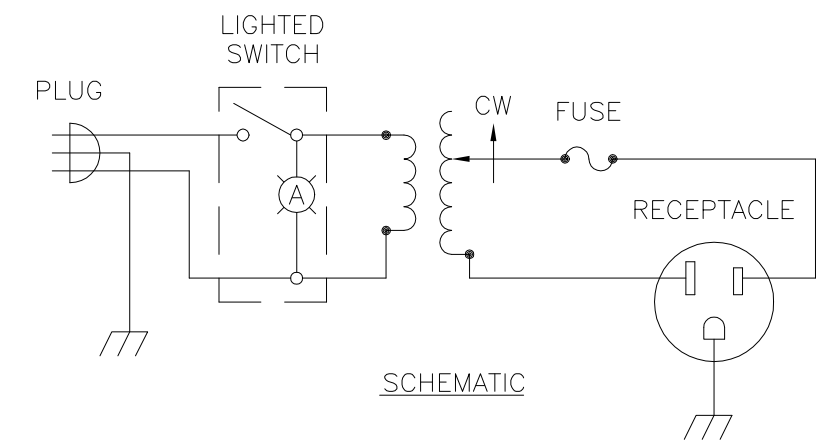 LIGHTED
SWITCH
PLUG
CW
FUSE
A
RECEPTACLE
SCHEMATIC